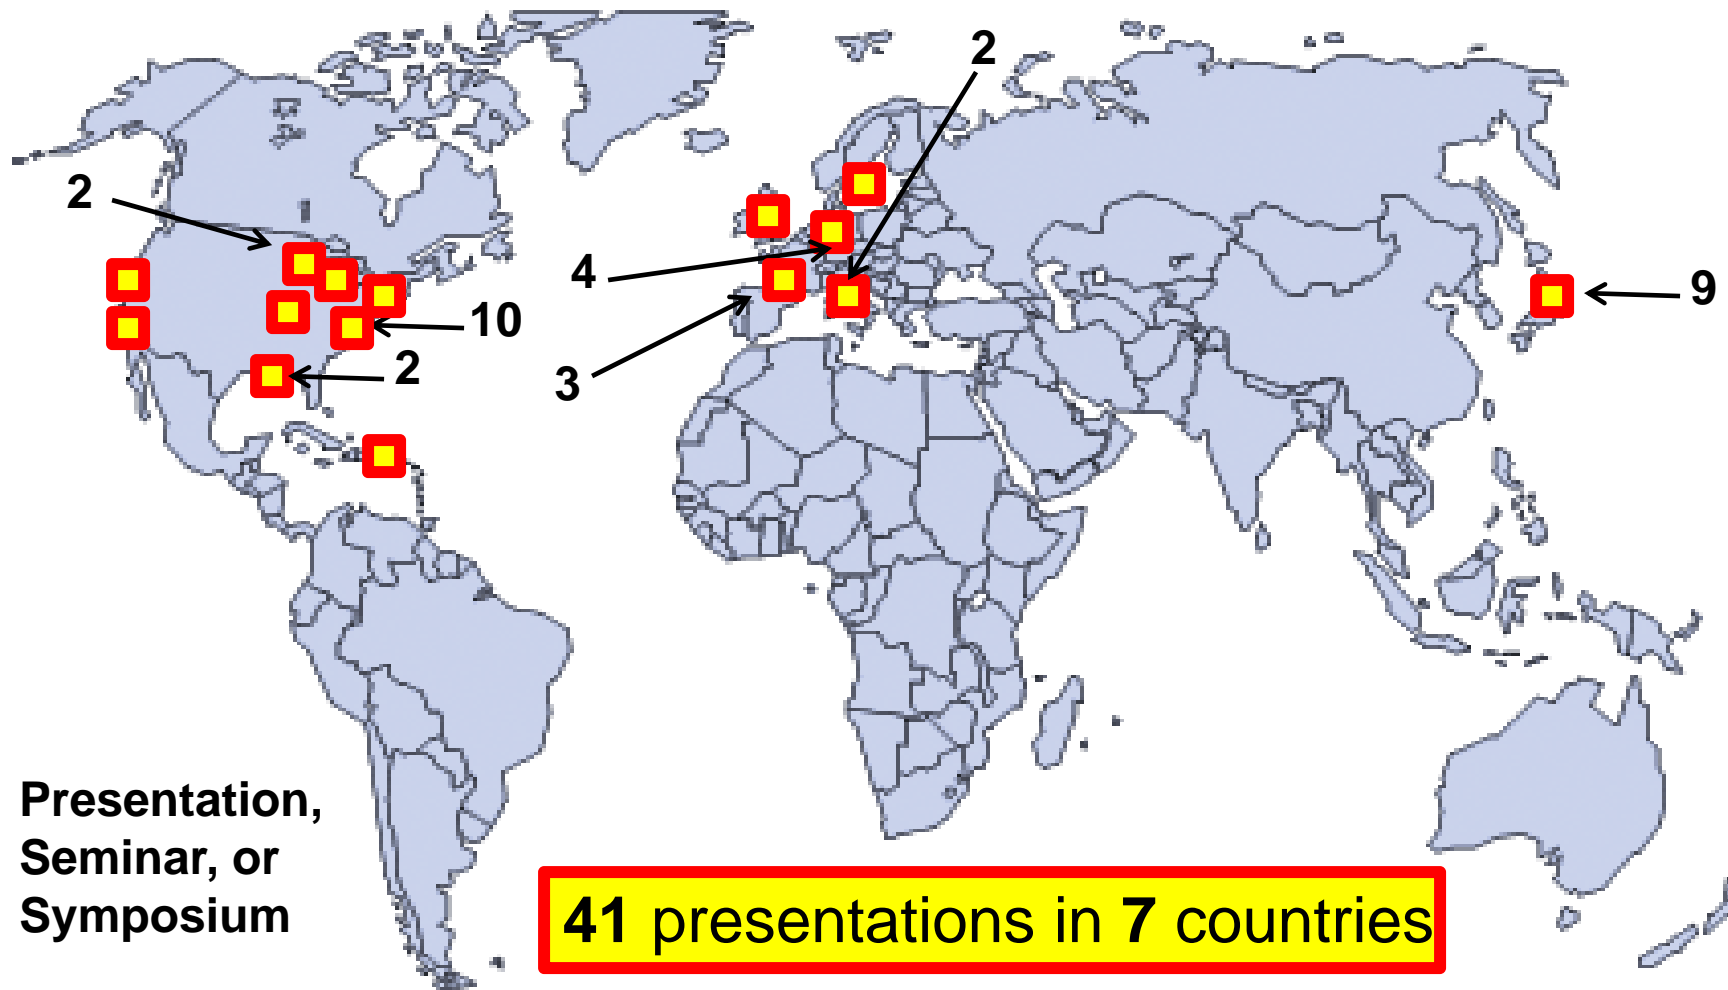 2
2
4
9
10
2
3
Presentation,
Seminar, or
Symposium
41 presentations in 7 countries